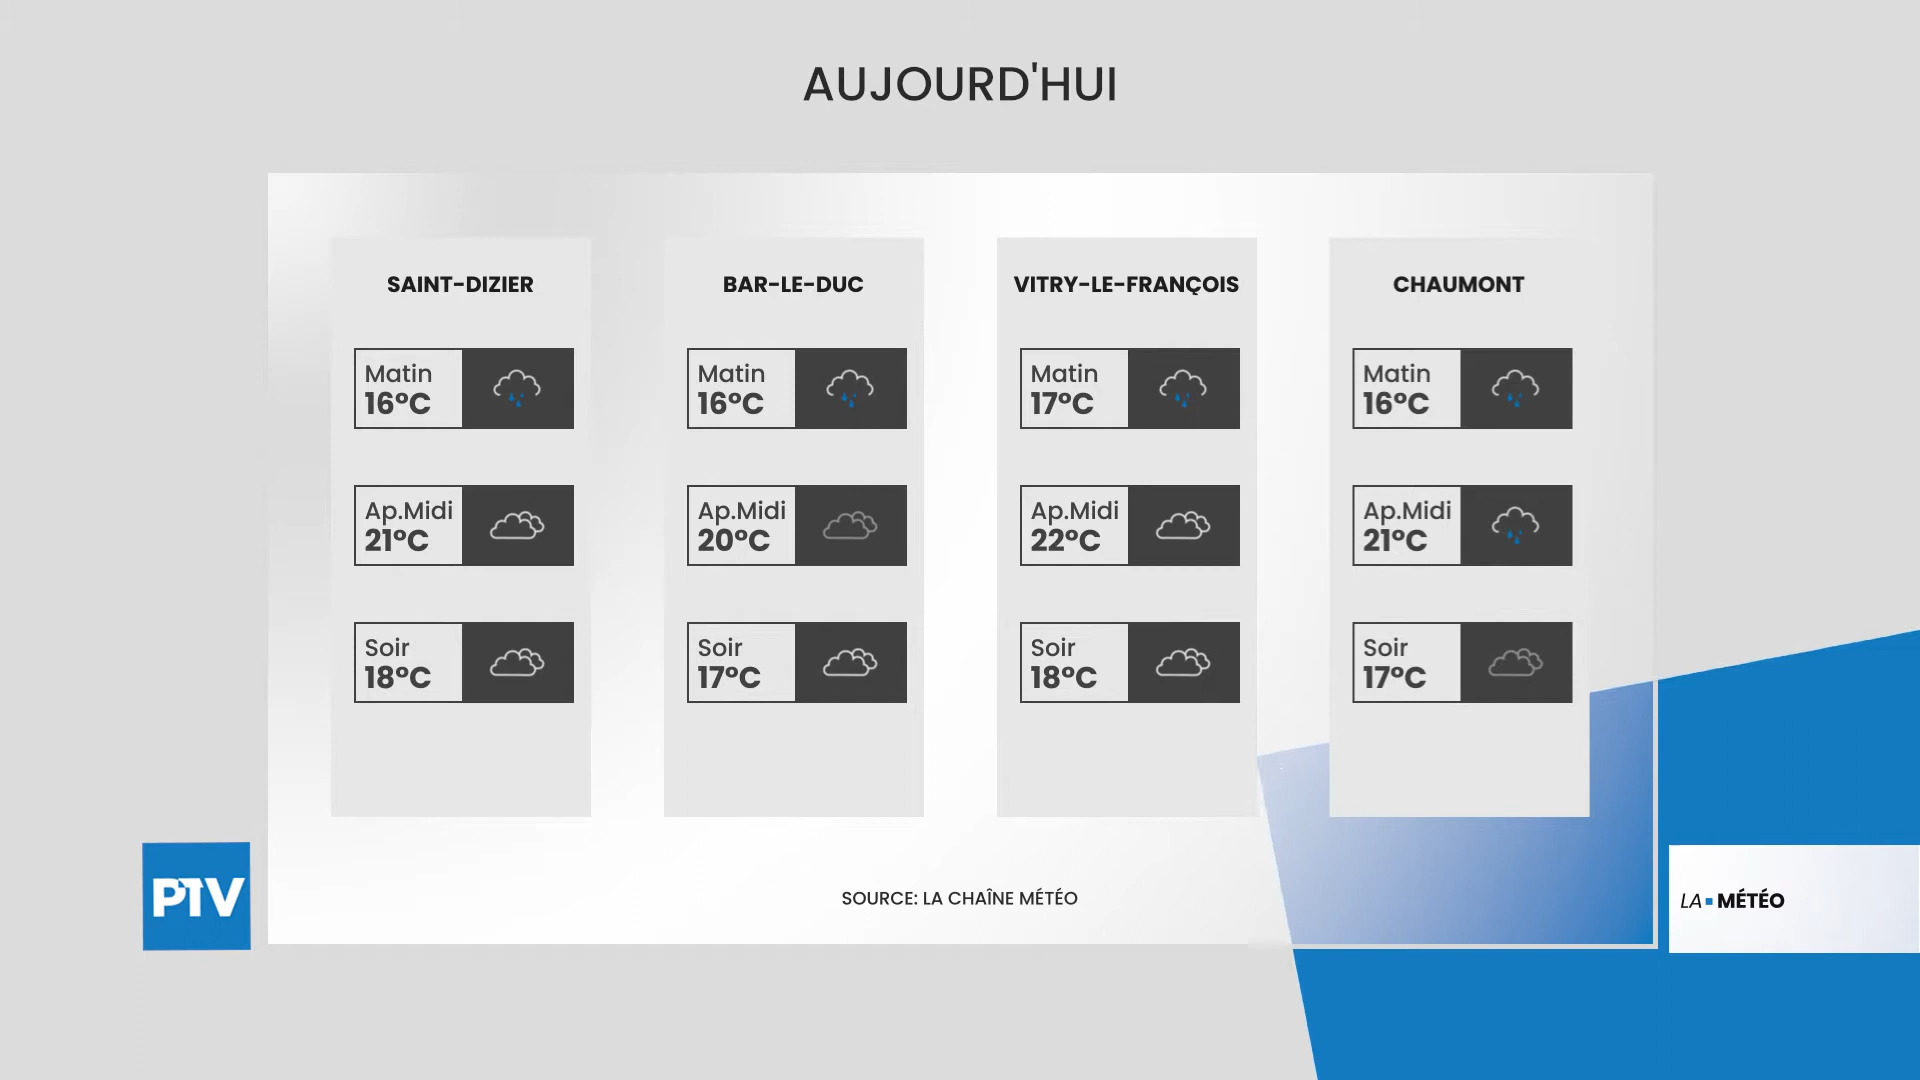 AUJOURD'HUI
SAINT-DIZIER
Matin
16°C
Ap.Midi
21°C
Soir
18°C
BAR-LE-DUC
Matin
16°C
Ap.Midi
20°C
Soir
17°C
VITRY-LE-FRANÇOIS
Matin
17°C
Ap.Midi
22°C
Soir
18°C
CHAUMONT
Matin
16°C
Ap.Midi
21°C
Soir
17°C
PTV
SOURCE: LA CHAÎNE MÉTÉO
LA MÉTÉO